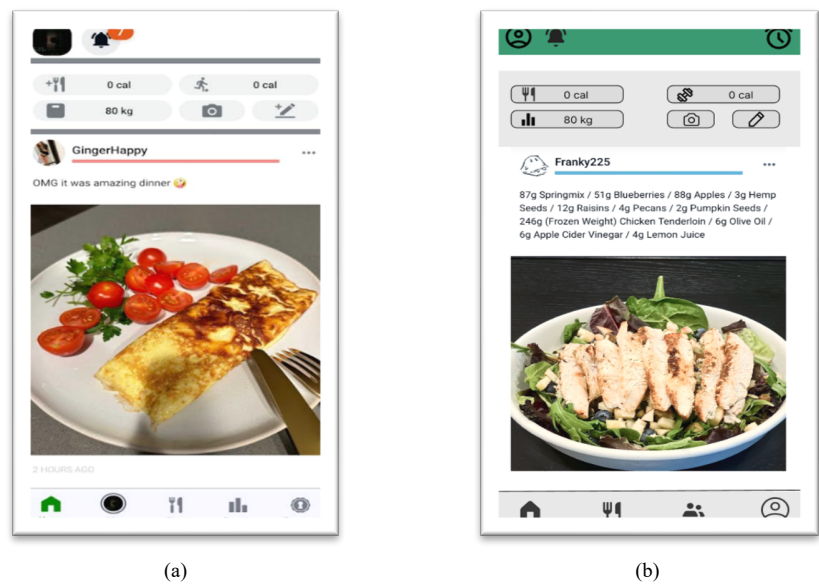 7
0 cal
0 cal
80 kg
GingerHappy
OMG it was amazing dinner 🤪
2 HOURS AGO
(a)
0 cal
0 cal
80 kg
Franky225
87g Springmix / 51g Blueberries / 88g Apples / 3g Hemp
Seeds / 12g Raisins / 4g Pecans / 2g Pumpkin Seeds /
246g (Frozen Weight) Chicken Tenderloin / 6g Olive Oil /
6g Apple Cider Vinegar / 4g Lemon Juice
(b)